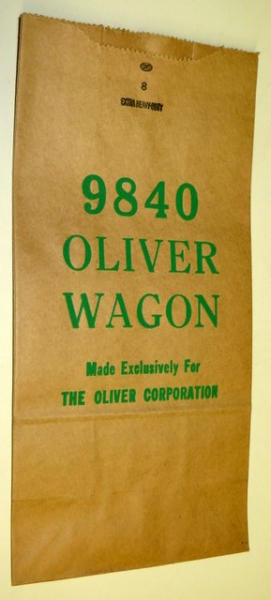 8
EXTRA HEAVY DUTY
9840
OLIVER
WAGON
Made Exclusively For
THE OLIVER CORPORATION